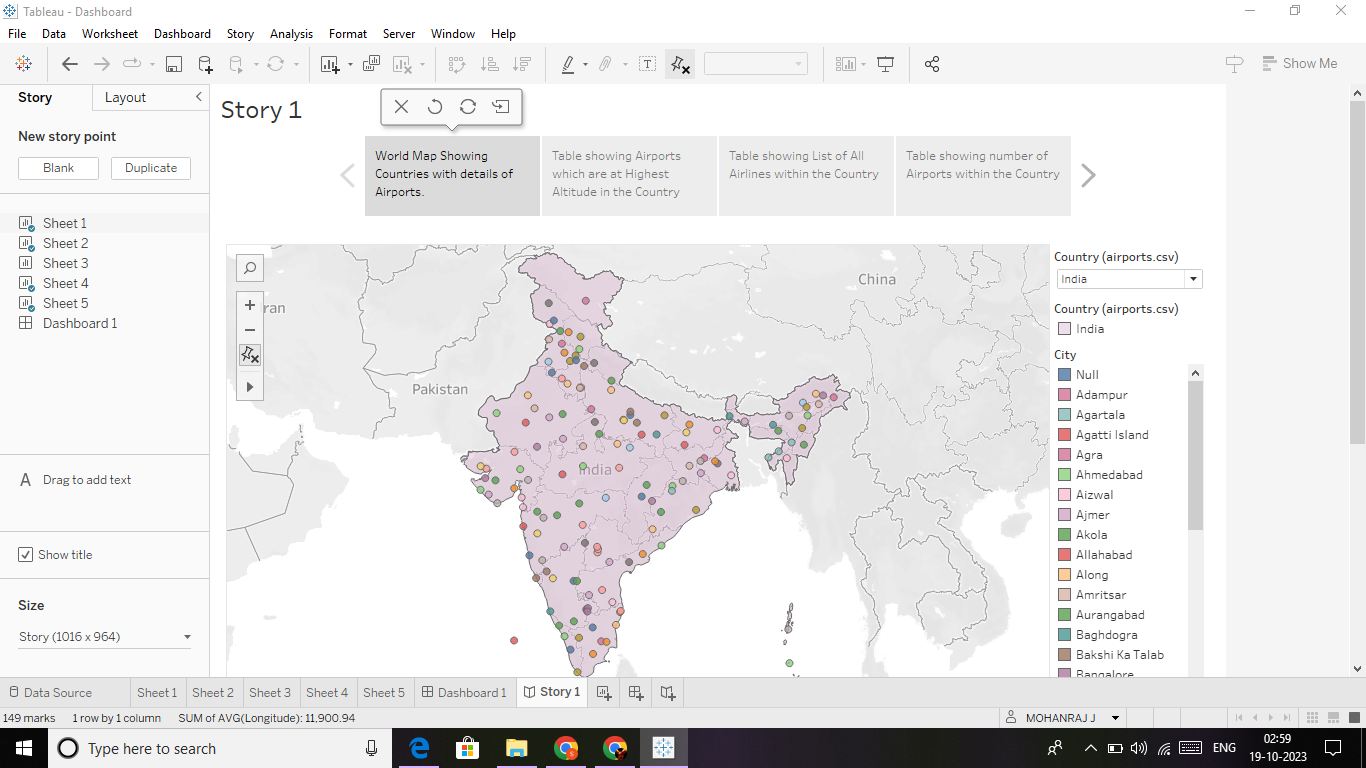 Tableau - Dashboard
File Data Worksheet Dashboard Story Analysis Format Server Window Help
Show Me
Story Layout
New story point
Blank Duplicate
Sheet 1
Sheet 2
Sheet 3
Sheet 4
Sheet 5
Dashboard 1
A Drag to add text
Show title
Size
Story (1016 x 964)
Story 1
World Map Showing
Countries with details of
Airports.
Table showing Airports
which are at Highest
Altitude in the Country
Table showing List of All
Airlines within the Country
Table showing number of
Airports within the Country
ran
China
Pakistan
India
Country (airports.csv)
India
Country (airports.csv)
India
City
Null
Adampur
Agartala
Agatti Island
Agra
Ahmedabad
Aizwal
Ajmer
Akola
Allahabad
Along
Amritsar
Aurangabad
Baghdogra
Bakshi Ka Talab
Bangalore
Data Source Sheet 1 Sheet 2 Sheet 3 Sheet 4 Sheet 5 Dashboard 1 Story 1
149 marks 1 row by 1 column SUM of AVG(Longitude): 11,900.94 MOHANRAJ J
Type here to search
ENG
02:59
19-10-2023